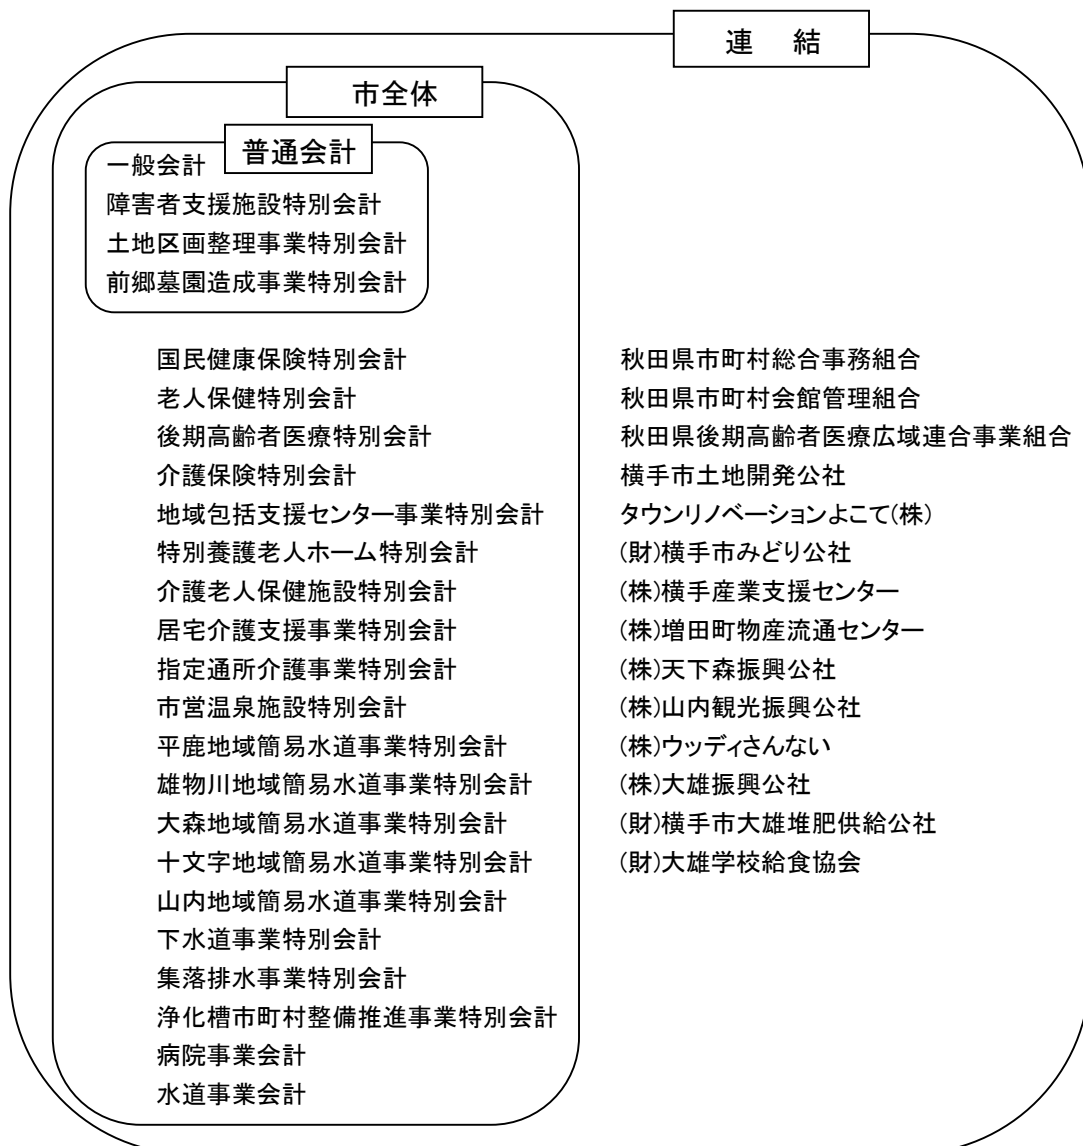 連 結
市全体
普通会計
一般会計
障害者支援施設特別会計
土地区画整理事業特別会計
前郷墓園造成事業特別会計
国民健康保険特別会計
老人保健特別会計
後期高齢者医療特別会計
介護保険特別会計
地域包括支援センター事業特別会計
特別養護老人ホーム特別会計
介護老人保健施設特別会計
居宅介護支援事業特別会計
指定通所介護事業特別会計
市営温泉施設特別会計
平鹿地域簡易水道事業特別会計
雄物川地域簡易水道事業特別会計
大森地域簡易水道事業特別会計
十文字地域簡易水道事業特別会計
山内地域簡易水道事業特別会計
下水道事業特別会計
集落排水事業特別会計
浄化槽市町村整備推進事業特別会計
病院事業会計
水道事業会計
秋田県市町村総合事務組合
秋田県市町村会館管理組合
秋田県後期高齢者医療広域連合事業組合
横手市土地開発公社
タウンリノベーションよこて(株)
(財)横手市みどり公社
(株)横手産業支援センター
(株)増田町物産流通センター
(株)天下森振興公社
(株)山内観光振興公社
(株)ウッディさんない
(株)大雄振興公社
(財)横手市大雄堆肥供給公社
(財)大雄学校給食協会